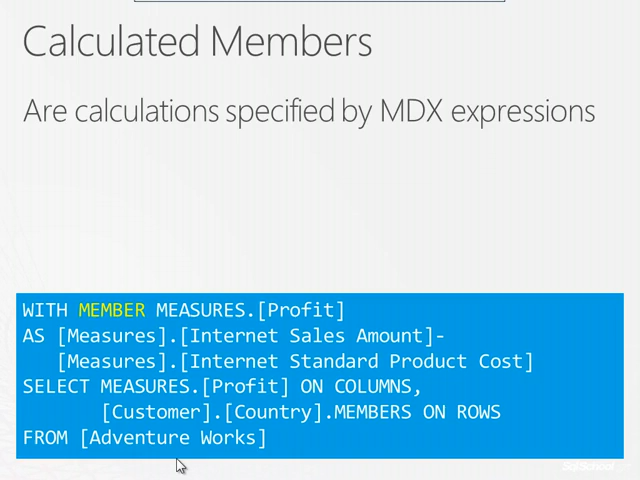 Calculated Members
Are calculations specified by MDX expressions
WITH MEMBER MEASURES.[Profit]
AS [Measures].[Internet Sales Amount]-
[Measures].[Internet Standard Product Cost]
SELECT MEASURES.[Profit] ON COLUMNS,
[Customer].[Country].MEMBERS ON ROWS
FROM [Adventure Works]
SqlSchool